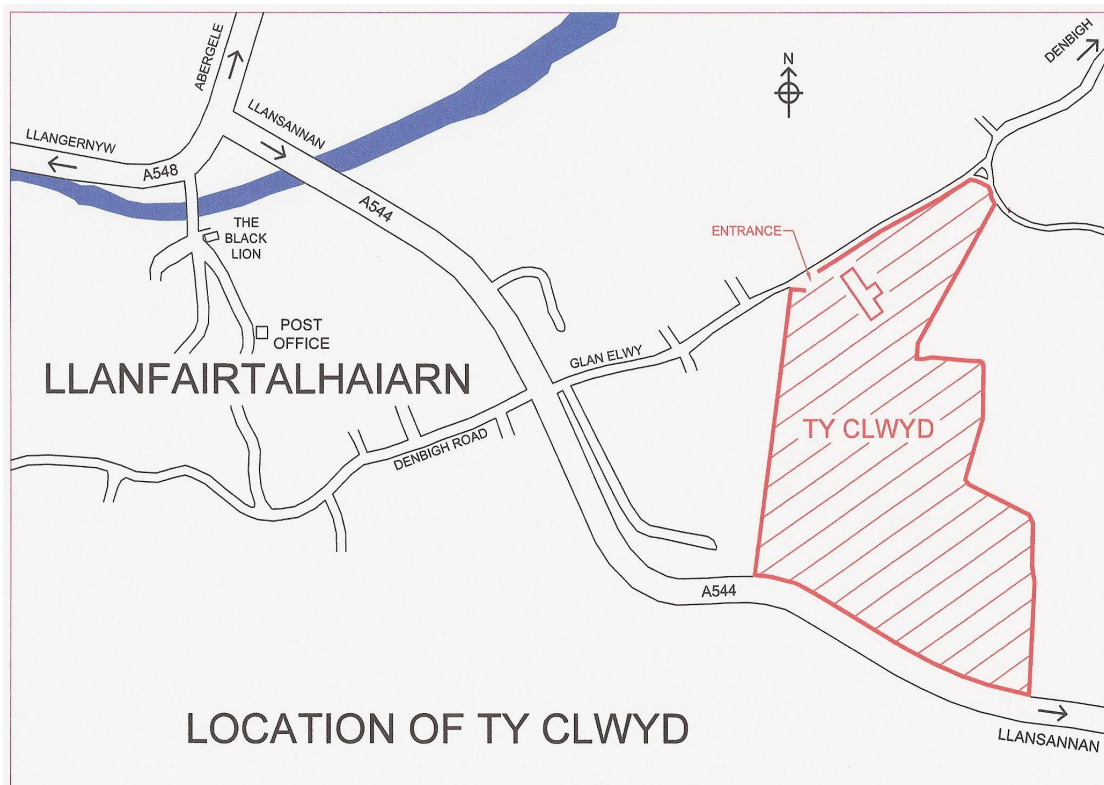 ABERGELE
DENBIGH
N
LLANSANNAN
LLANGERNYW
A548
A544
THE
BLACK
LION
ENTRANCE
POST
OFFICE
GLAN ELWY
LLANFAIRTALHAIARN
TY CLWYD
DENBIGH ROAD
A544
LOCATION OF TY CLWYD
LLANSANNAN